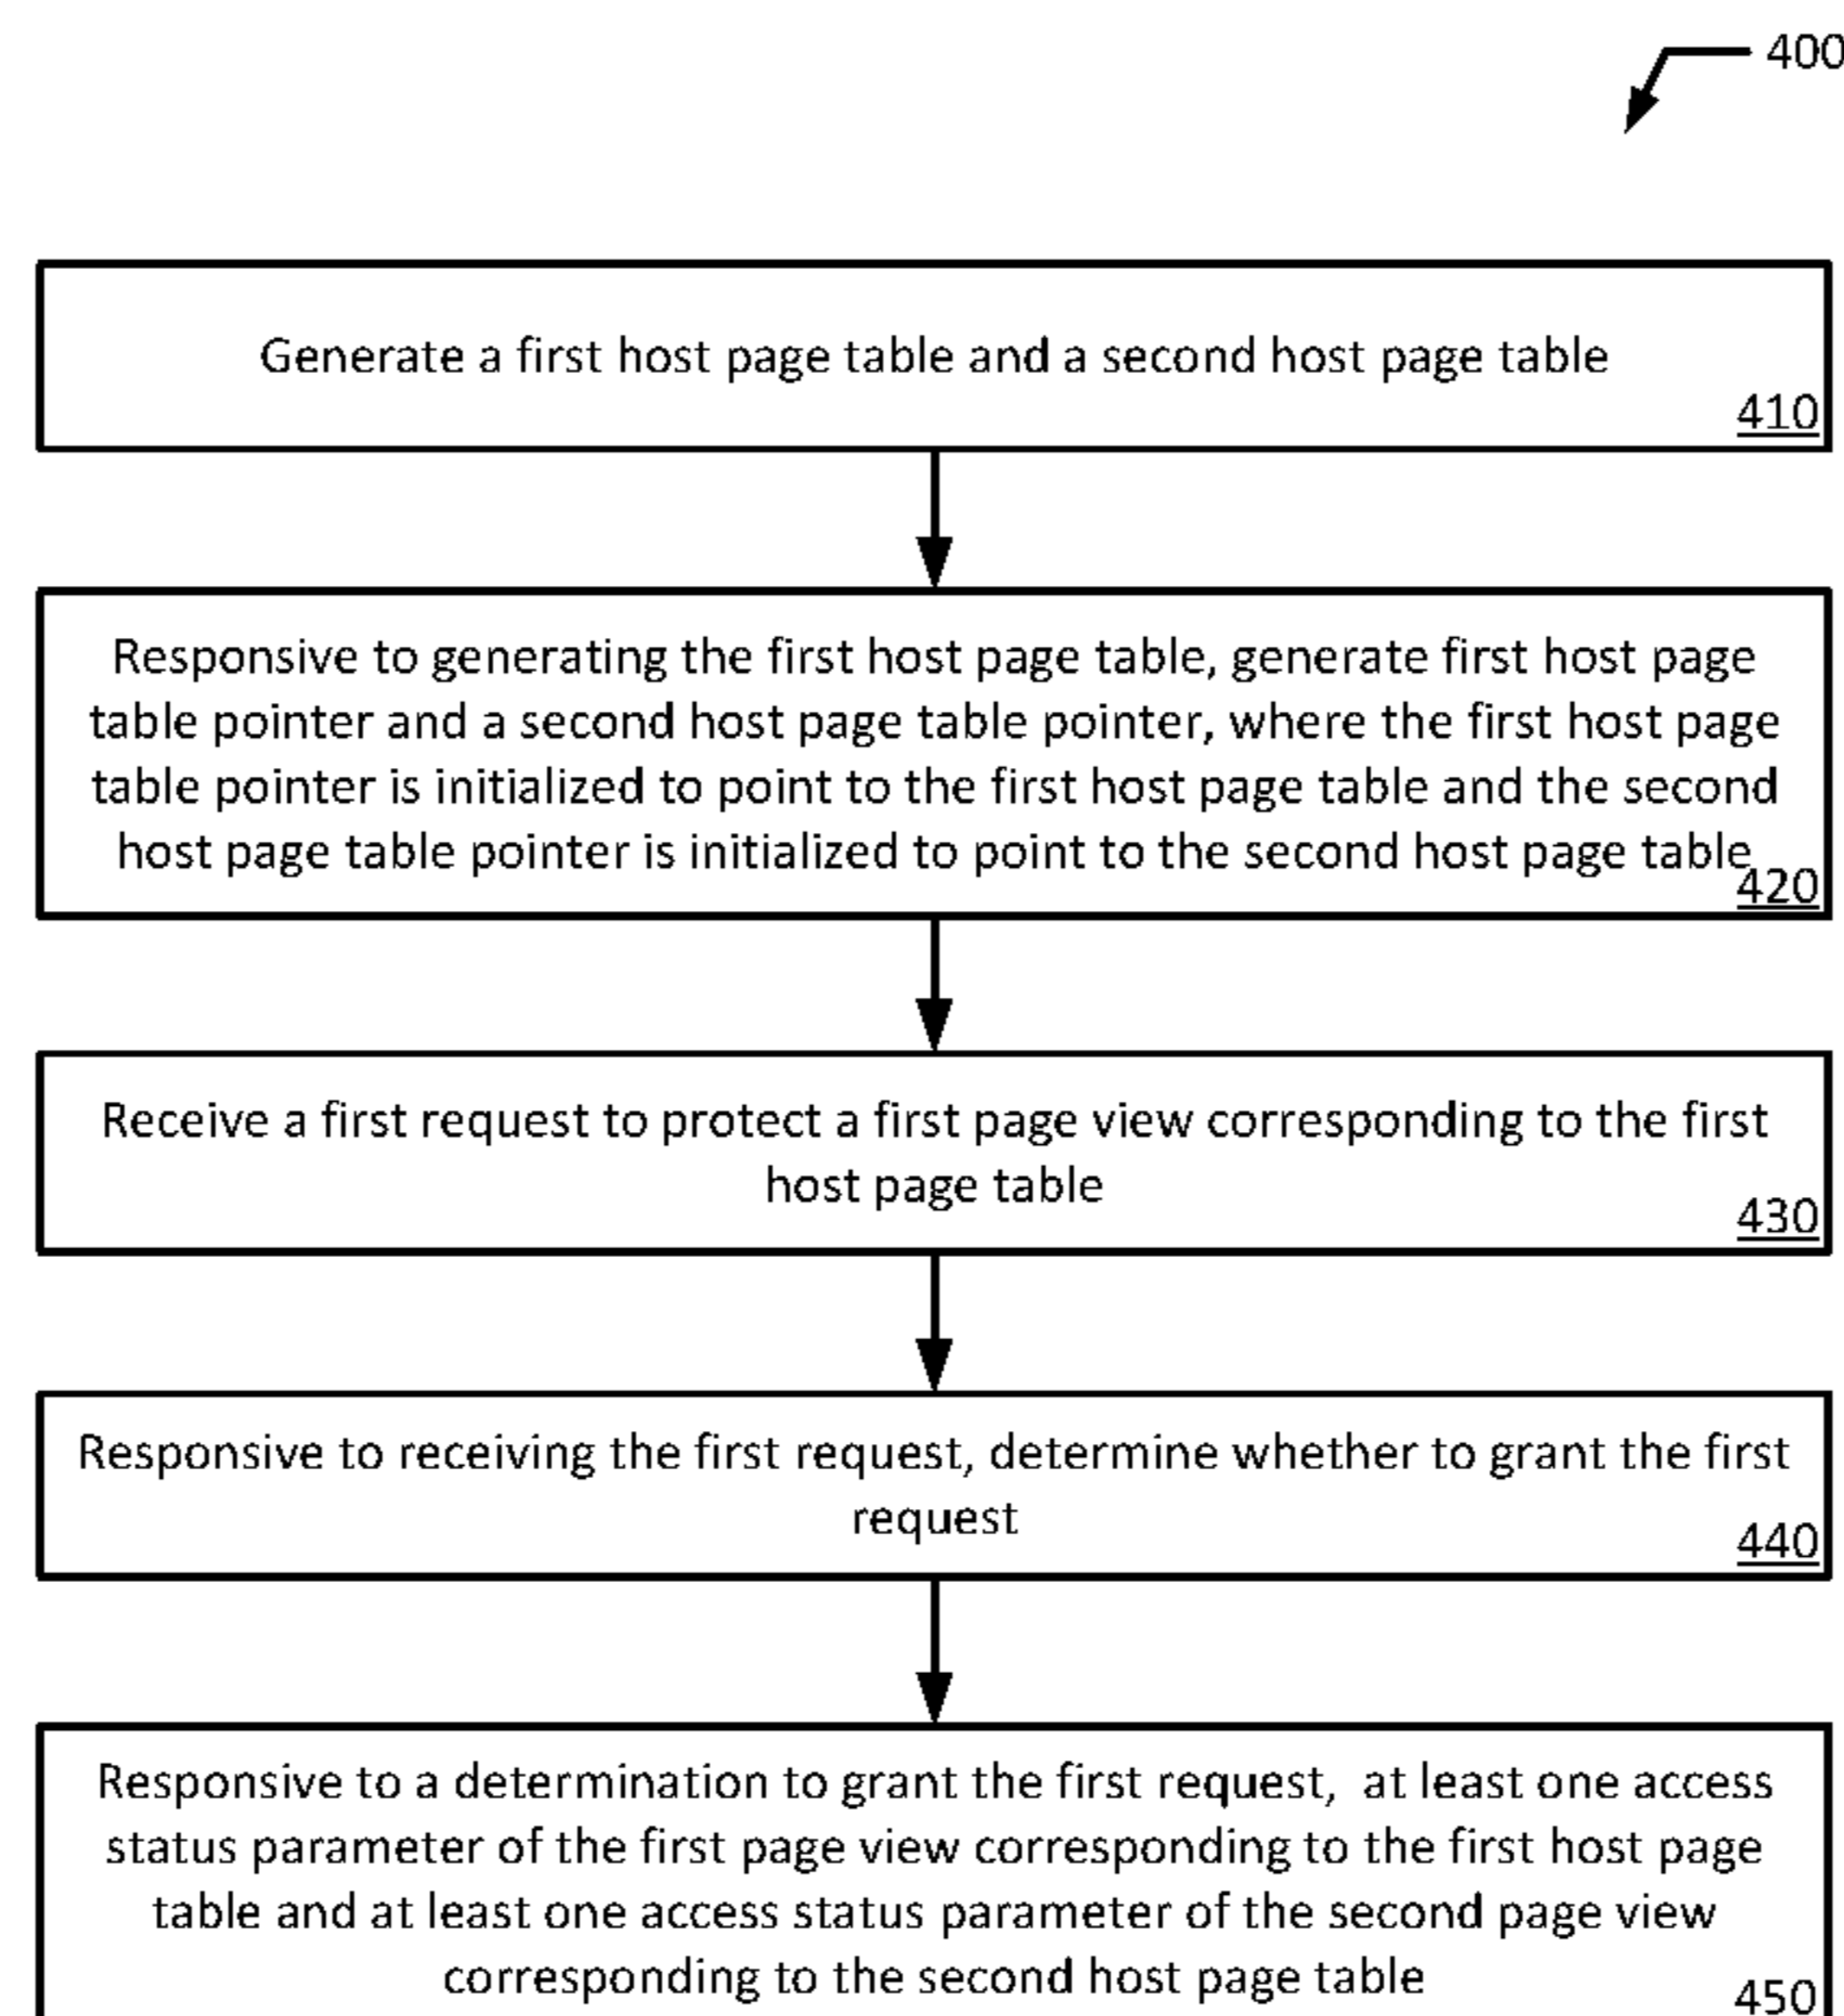 400
Generate a first host page table and a second host page table
410
Responsive to generating the first host page table, generate first host page
table pointer and a second host page table pointer, where the first host page
table pointer is initialized to point to the first host page table and the second
host page table pointer is initialized to point to the second host page table
420
Receive a first request to protect a first page view corresponding to the first
host page table
430
Responsive to receiving the first request, determine whether to grant the first
request
440
Responsive to a determination to grant the first request, at least one access
status parameter of the first page view corresponding to the first host page
table and at least one access status parameter of the second page view
corresponding to the second host page table
450